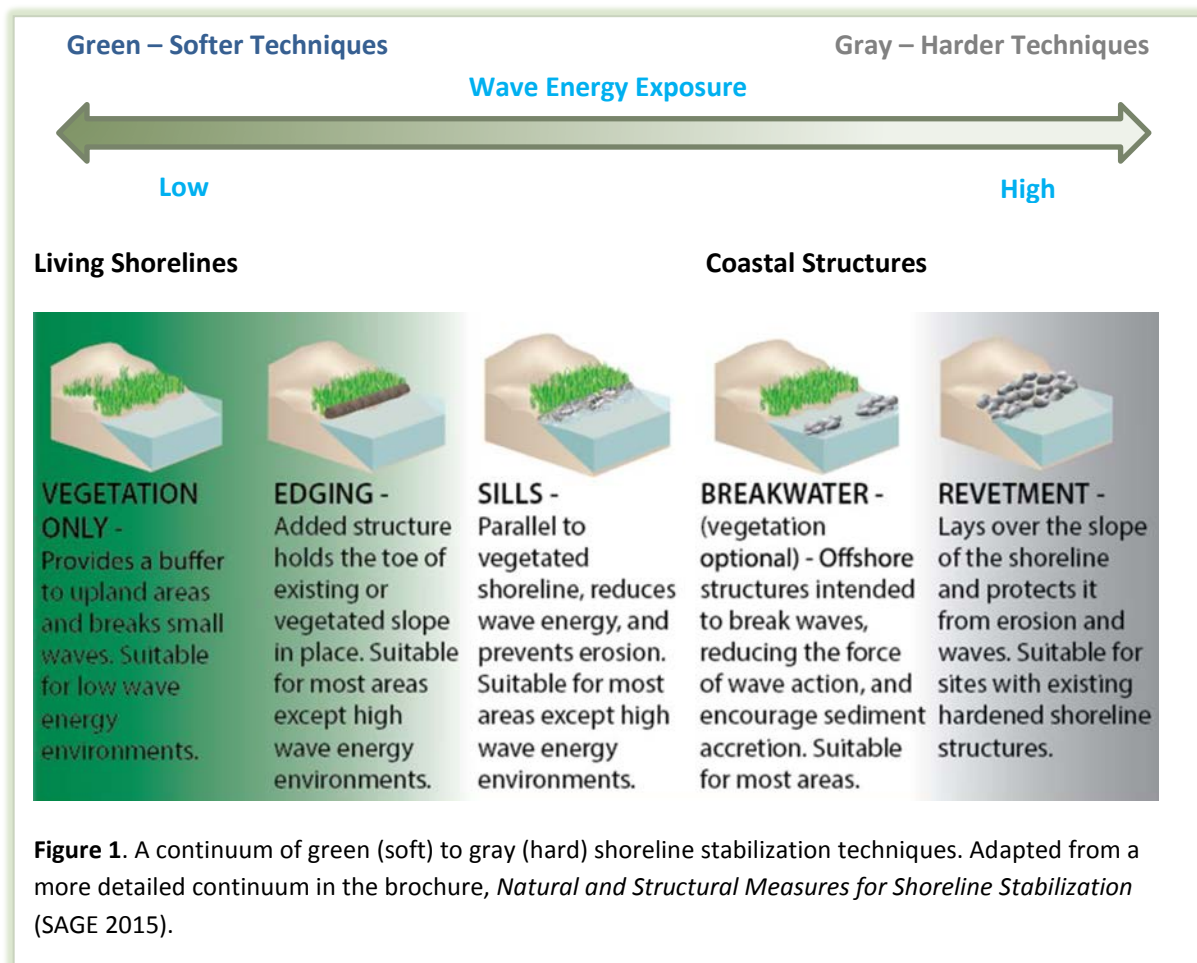 Green – Softer Techniques
Gray – Harder Techniques
Wave Energy Exposure
Low
High
Living Shorelines
Coastal Structures
VEGETATION
ONLY -
Provides a buffer
to upland areas
and breaks small
waves. Suitable
for low wave
energy
environments.
EDGING -
Added structure
holds the toe of
existing or
vegetated slope
in place. Suitable
for most areas
except high
wave energy
environments.
SILLS -
Parallel to
vegetated
shoreline, reduces
wave energy, and
prevents erosion.
Suitable for most
areas except high
wave energy
environments.
BREAKWATER -
(vegetation
optional) - Offshore
structures intended
to break waves,
reducing the force
of wave action, and
encourage sediment
accretion. Suitable
for most areas.
REVETMENT -
Lays over the slope
of the shoreline
and protects it
from erosion and
waves. Suitable for
sites with existing
hardened shoreline
structures.
Figure 1. A continuum of green (soft) to gray (hard) shoreline stabilization techniques. Adapted from a
more detailed continuum in the brochure, Natural and Structural Measures for Shoreline Stabilization
(SAGE 2015).